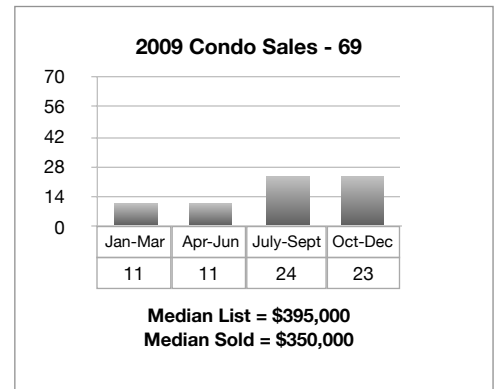 2009 Condo Sales - 69
70
56
42
28
14
0
Jan-Mar Apr-Jun July-Sept Oct-Dec
11 11 24 23
Median List = $395,000
Median Sold = $350,000